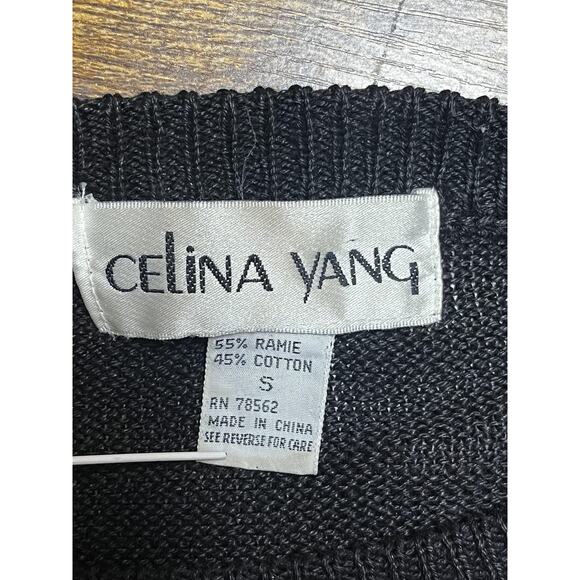 CELINA YANG
55% RAMIE
45% COTTON
S
RN 78562
MADE IN CHINA
SEE REVERSE FOR CARE